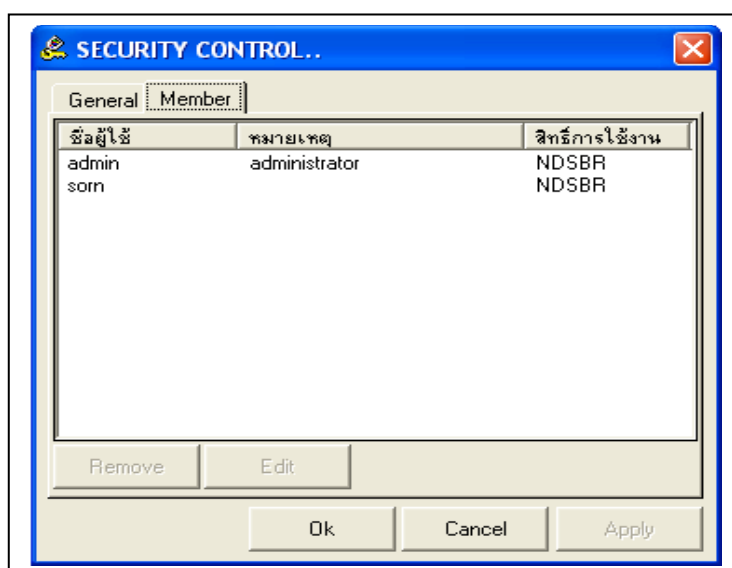 SECURITY CONTROL..
General Member
ชื่อผู้ใช้ หมายเหตุ สิทธิ์การใช้งาน
admin administrator NDSBR
sorn NDSBR
Remove Edit
Ok Cancel Apply